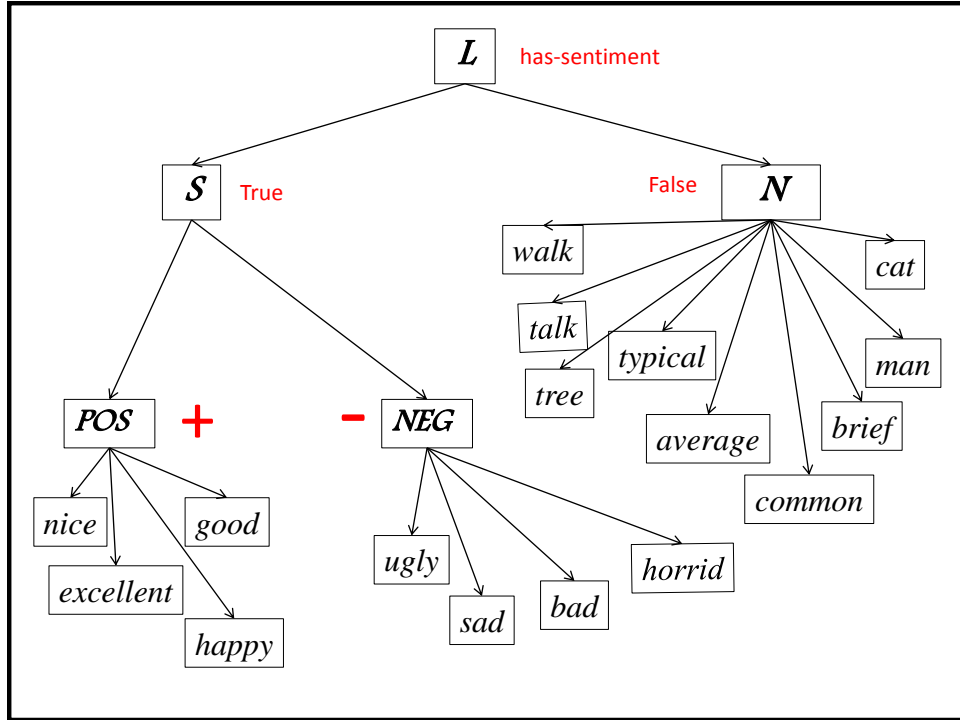 L has-sentiment
S True
False N
walk
cat
talk
typical
man
tree
POS + - NEG
average
brief
common
nice
good
ugly
horrid
excellent
sad
bad
happy